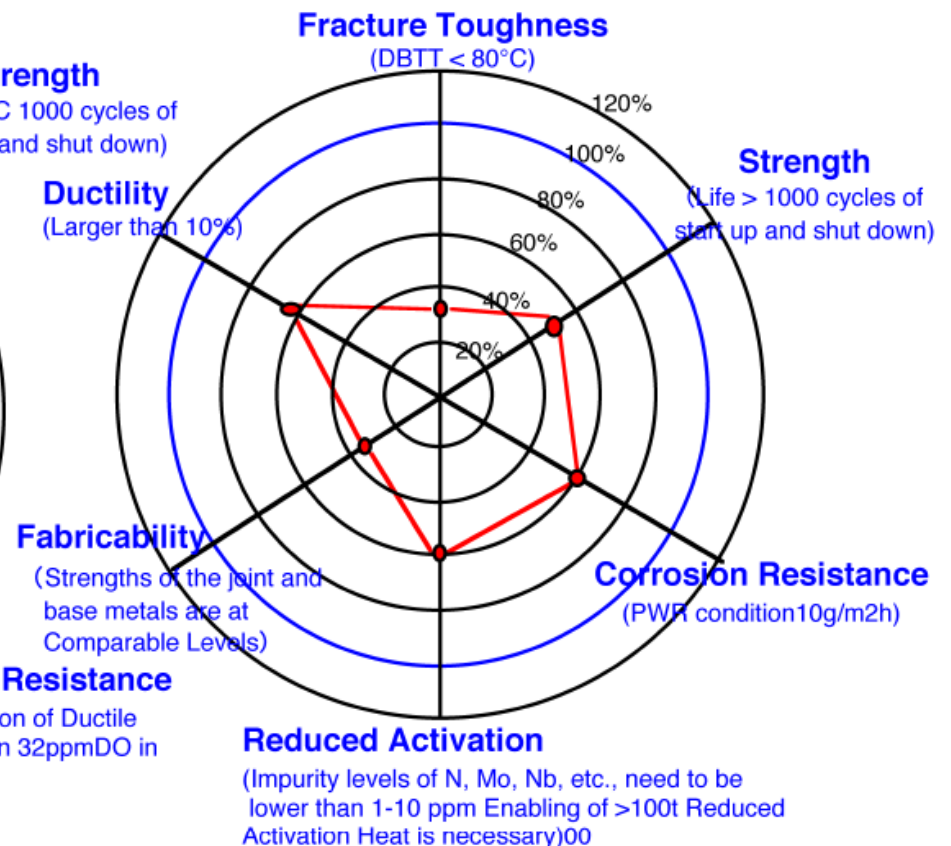 Fracture Toughness
(DBTT < 80°C)
rength
C 1000 cycles of
and shut down)
120%
100%
80%
60%
40%
20%
Strength
(Life > 1000 cycles of
start up and shut down)
Ductility
(Larger than 10%)
Fabricability
(Strengths of the joint and
base metals are at
Comparable Levels)
Corrosion Resistance
(PWR condition10g/m2h)
Resistance
on of Ductile
n 32ppmDO in
Reduced Activation
(Impurity levels of N, Mo, Nb, etc., need to be
lower than 1-10 ppm Enabling of >100t Reduced
Activation Heat is necessary)00